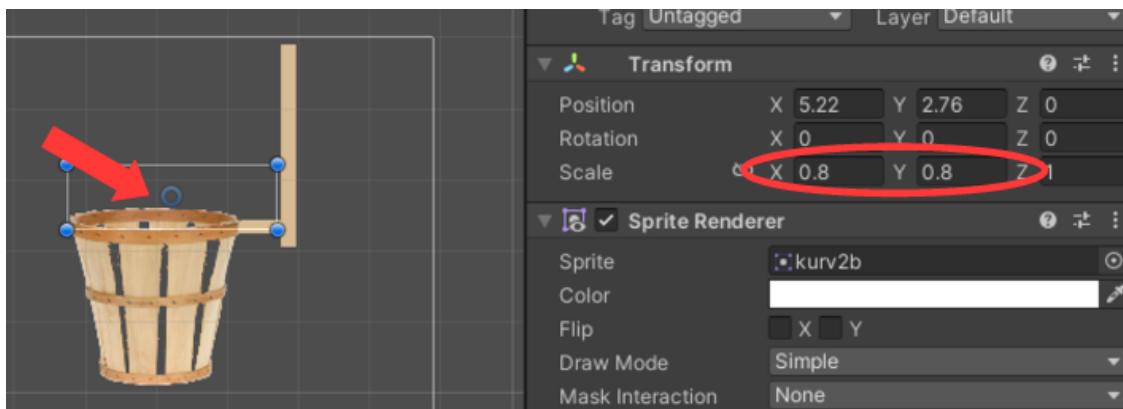 Tag Untagged Layer Default
Transform
Position X 5.22 Y 2.76 Z 0
Rotation X 0 Y 0 Z 0
Scale X 0.8 Y 0.8 Z 1
Sprite Renderer
Sprite kurv2b
Color
Flip X Y
Draw Mode Simple
Mask Interaction None